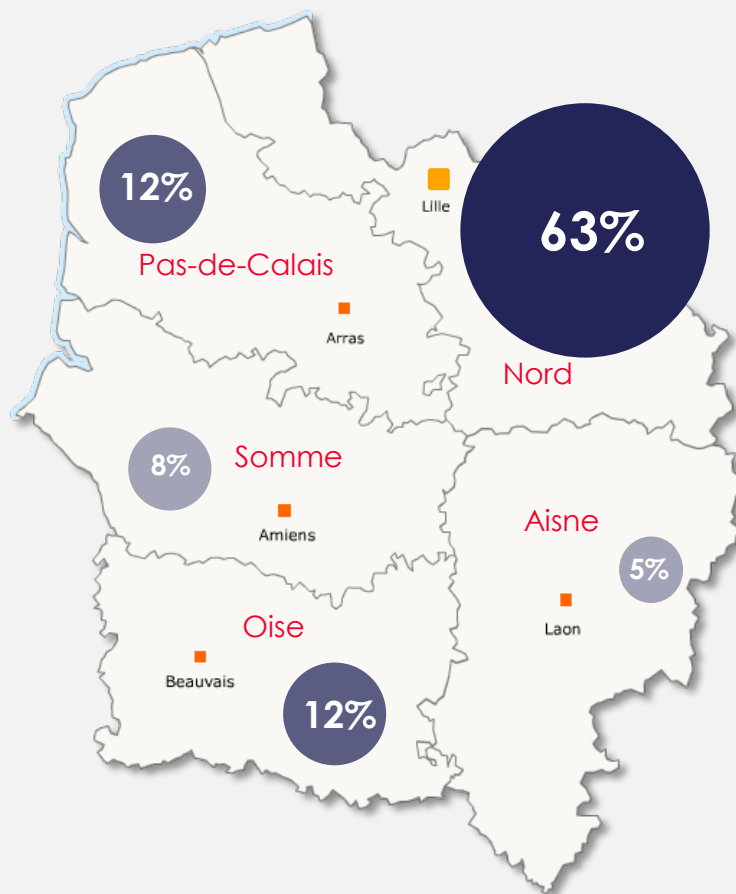 12%
Lille
63%
Pas-de-Calais
Arras
Nord
8%
Somme
Amiens
Aisne
5%
Laon
Oise
Beauvais
12%